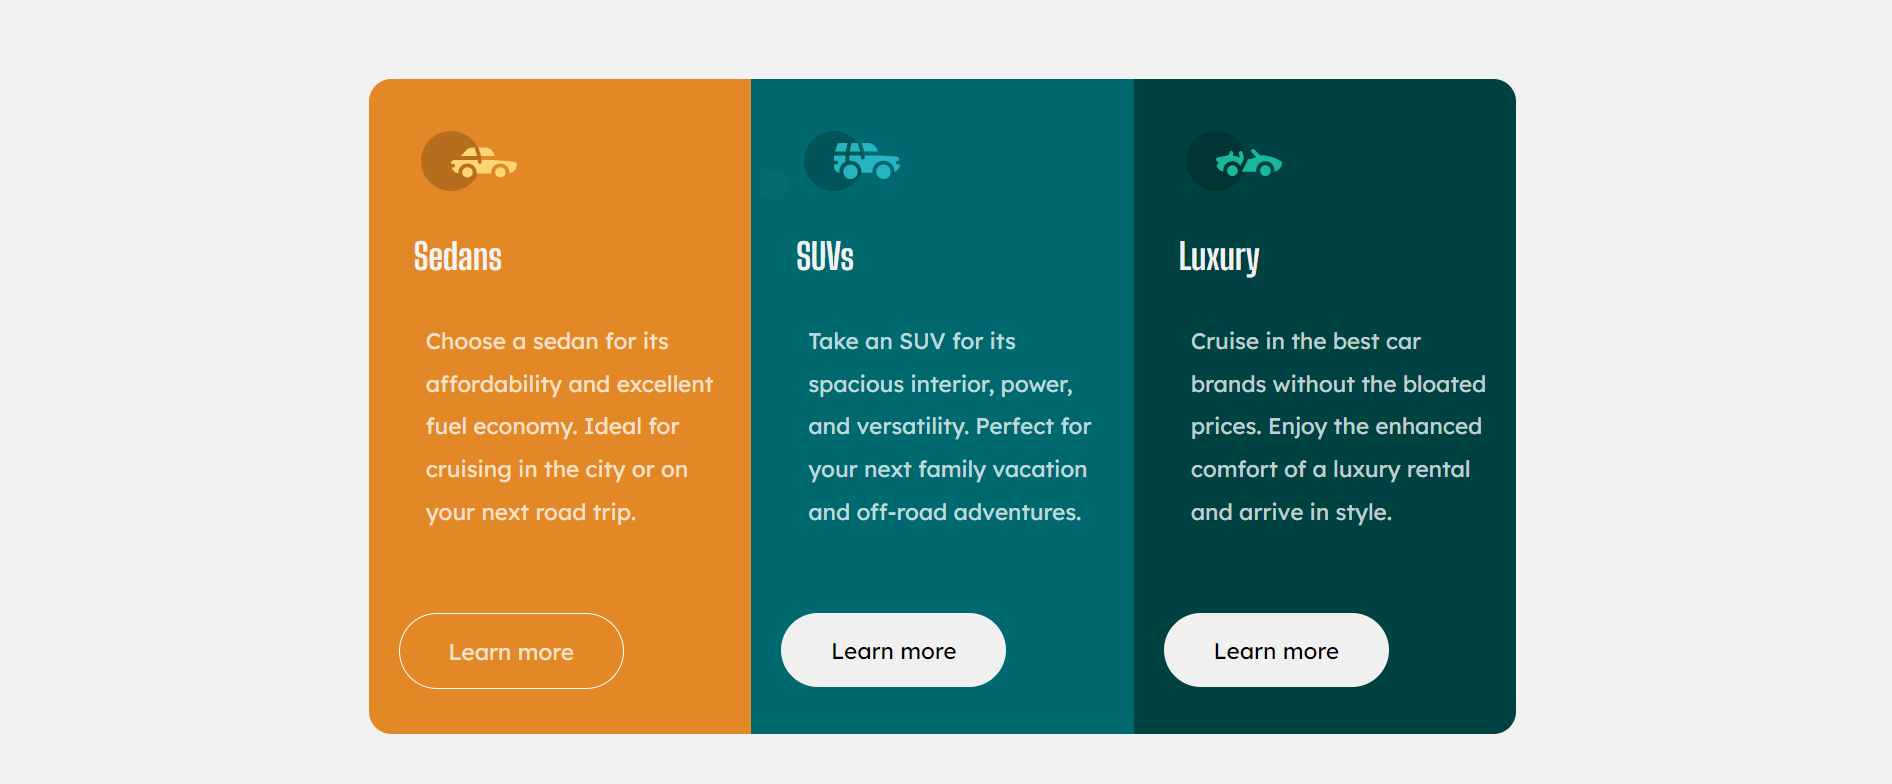 Sedans
Choose a sedan for its
affordability and excellent
fuel economy. Ideal for
cruising in the city or on
your next road trip.
Learn more
SUVs
Take an SUV for its
spacious interior, power,
and versatility. Perfect for
your next family vacation
and off-road adventures.
Learn more
Luxury
Cruise in the best car
brands without the bloated
prices. Enjoy the enhanced
comfort of a luxury rental
and arrive in style.
Learn more